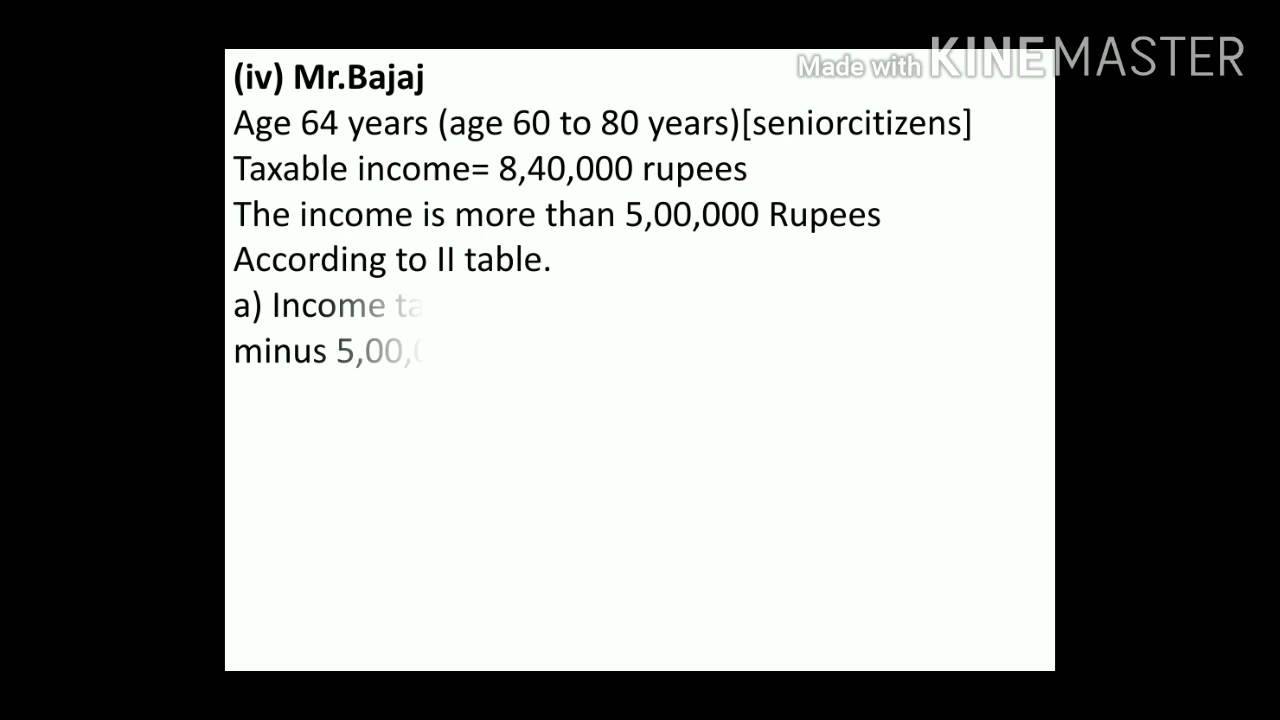 Made with KINEMASTER
(iv) Mr.Bajaj
Age 64 years (age 60 to 80 years)[seniorcitizens]
Taxable income= 8,40,000 rupees
The income is more than 5,00,000 Rupees
According to II table.
a) Income ta
minus 5,00,0